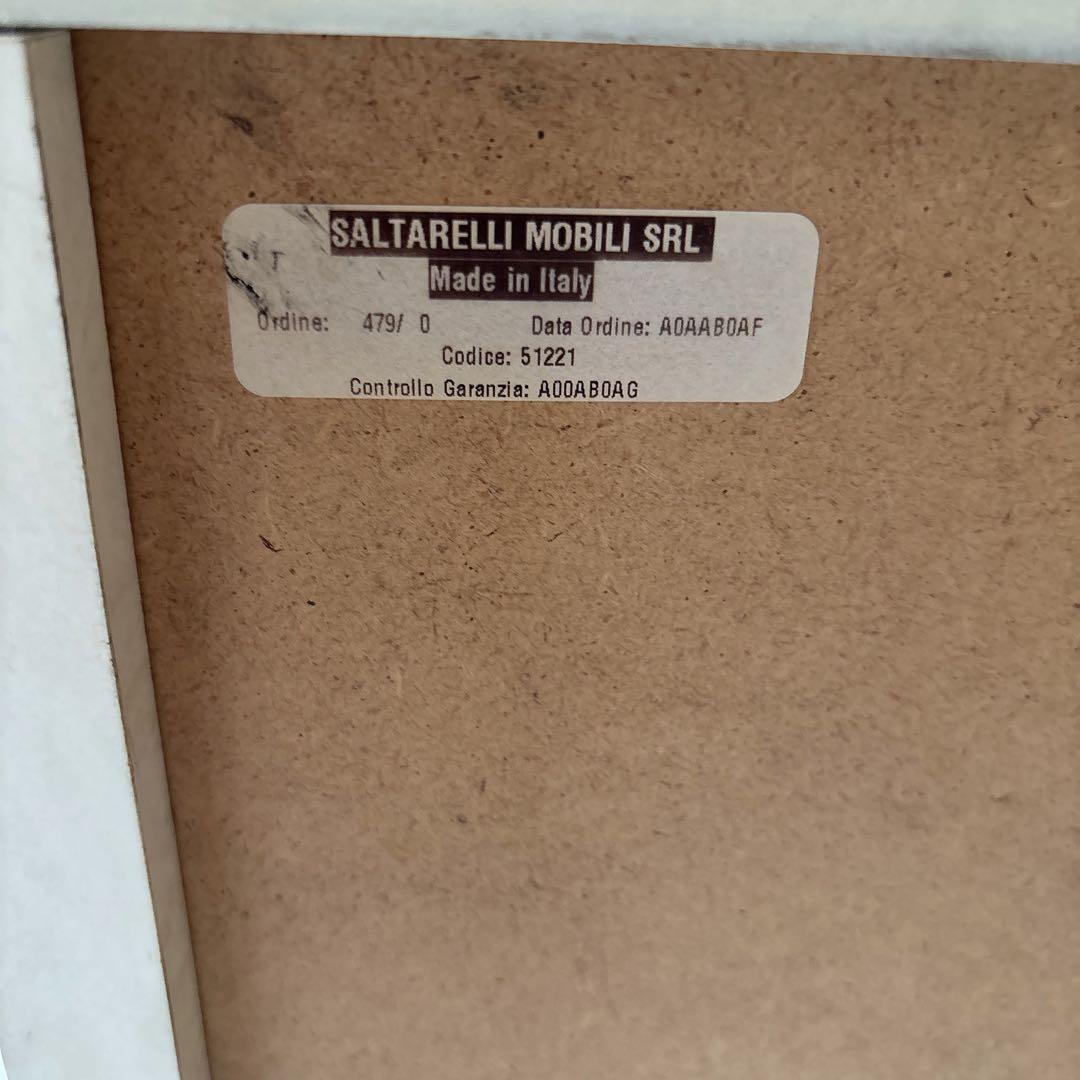 SALTARELLI MOBILI SRL
Made in Italy
Ordine: 479/ 0 Data Ordine: A0AAB0AF
Codice: 51221
Controllo Garanzia: A00AB0AG